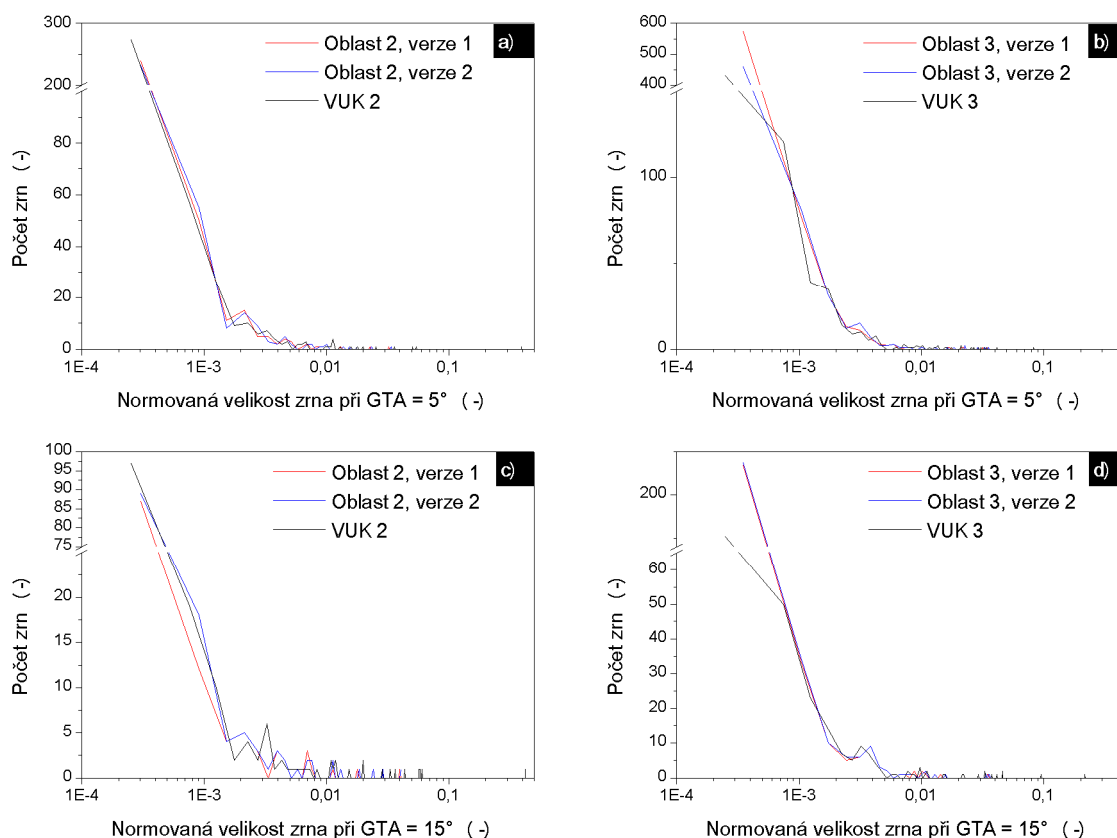 a)
Oblast 2, verze 1
Oblast 2, verze 2
VUK 2
300
200
80
60
40
20
0
Počet zrn (-)
1E-4 1E-3 0,01 0,1
Normovaná velikost zrna při GTA = 5° (-)
b)
Oblast 3, verze 1
Oblast 3, verze 2
VUK 3
600
500
400
100
0
Počet zrn (-)
1E-4 1E-3 0,01 0,1
Normovaná velikost zrna při GTA = 5° (-)
c)
Oblast 2, verze 1
Oblast 2, verze 2
VUK 2
100
95
90
85
80
75
20
15
10
5
0
Počet zrn (-)
1E-4 1E-3 0,01 0,1
Normovaná velikost zrna při GTA = 15° (-)
d)
Oblast 3, verze 1
Oblast 3, verze 2
VUK 3
200
60
50
40
30
20
10
0
Počet zrn (-)
1E-4 1E-3 0,01 0,1
Normovaná velikost zrna při GTA = 15° (-)